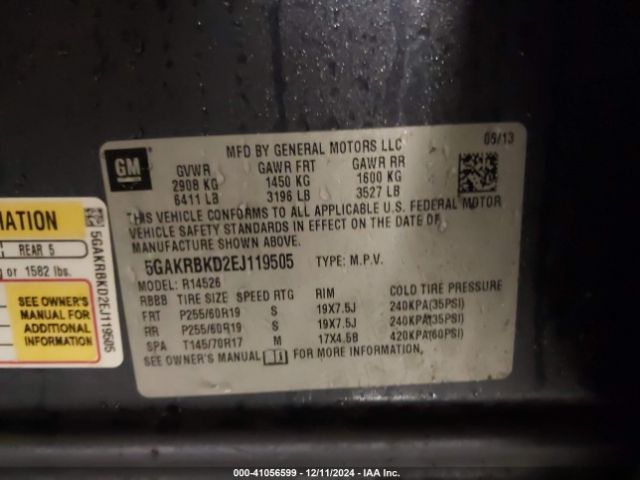 GM
MFD BY GENERAL MOTORS LLC
GVWR GAWR FRT GAWR RR
2908 KG 1450 KG 1600 KG
6411 LB 3196 LB 3527 LB
THIS VEHICLE CONFORMS TO ALL APPLICABLE U.S. FEDERAL MOTOR
VEHICLE SAFETY STANDARDS IN EFFECT ON THE DATE OF
MANUFACTURE SHOWN ABOVE.
5GAKRBKD2EJ119505 TYPE: M.P.V.
MODEL: R14526
RBBB TIRE SIZE SPEED RTG RIM COLD TIRE PRESSURE
FRT P255/60R19 S 19X7.5J 240KPA(35PSI)
RR P255/60R19 S 19X7.5J 240KPA(35PSI)
SPA T145/70R17 M 17X4.5B 420KPA(60PSI)
SEE OWNER'S MANUAL FOR MORE INFORMATION.
REAR 5
or 1582 lbs.
SEE OWNER'S
MANUAL FOR
ADDITIONAL
INFORMATION
5GAKRBKD2EJ119505
000-41056599 - 12/11/2024 - IAA Inc.